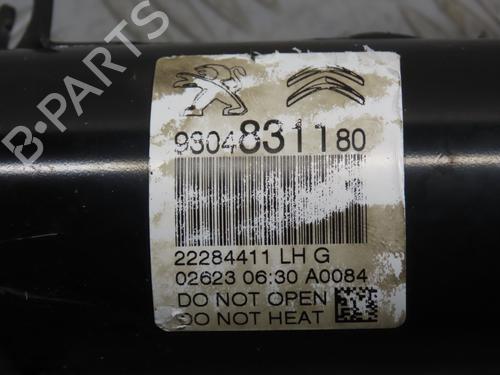 9804831180
22284411 LH G
02623 06:30 A0084
DO NOT OPEN
DO NOT HEAT
B-PARTS